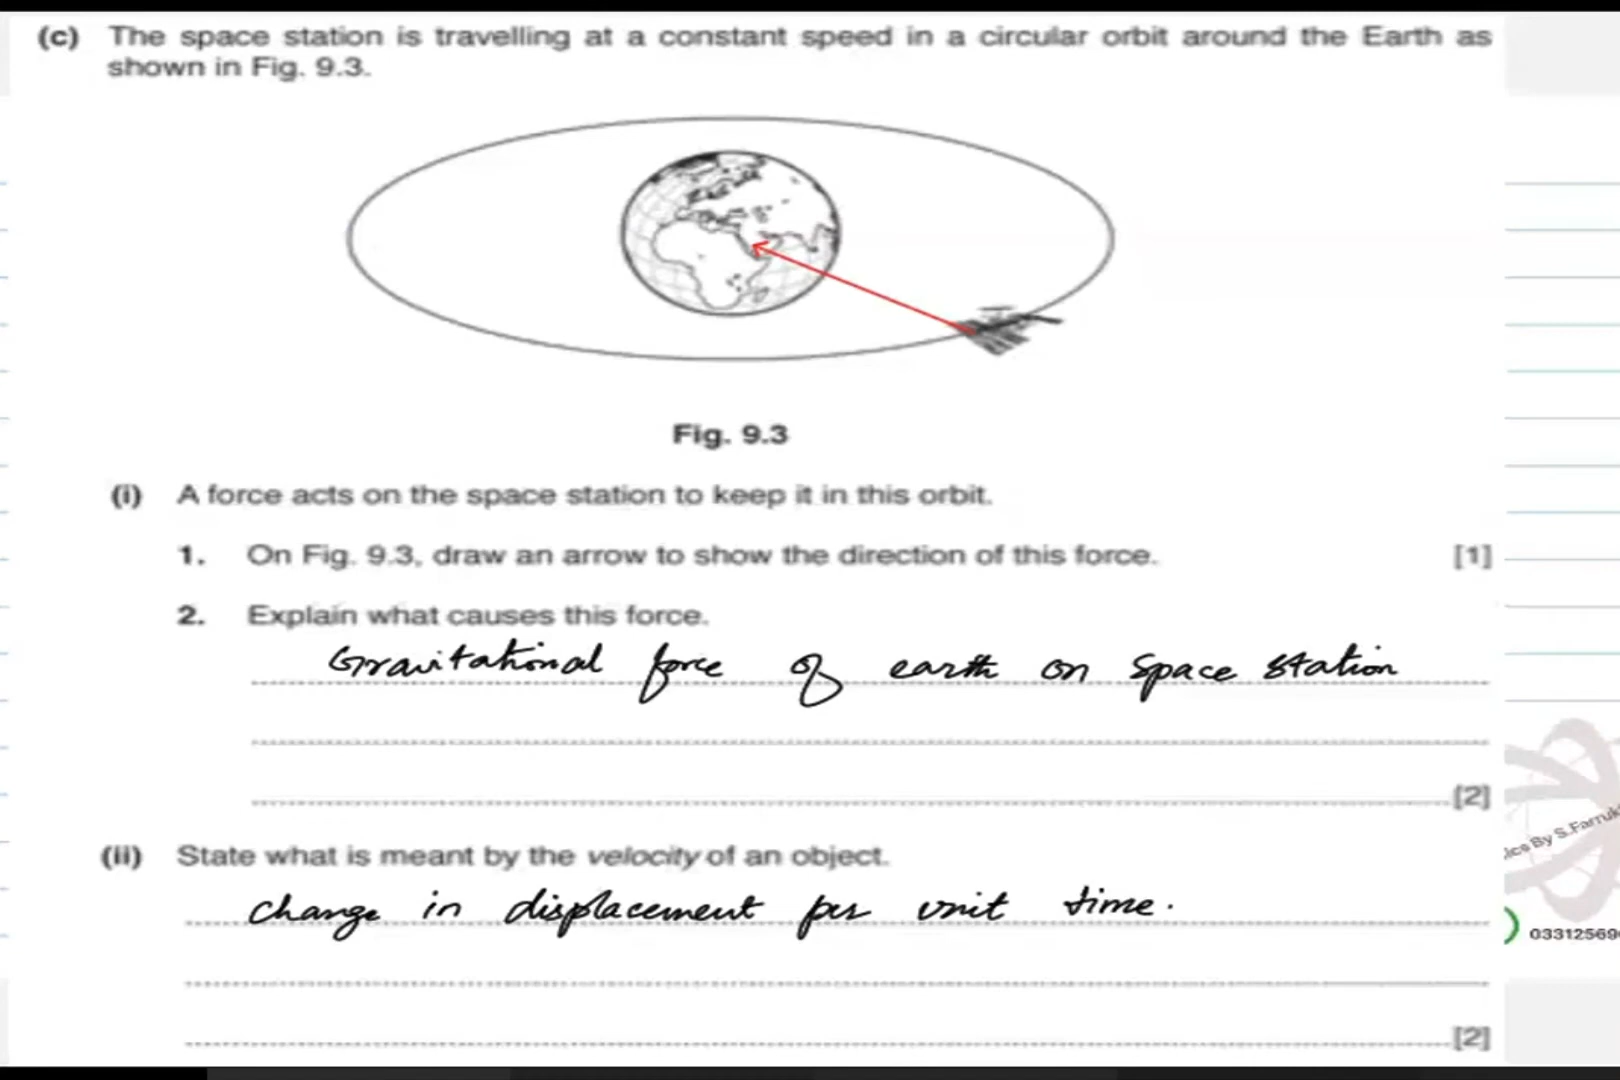 (c) The space station is travelling at a constant speed in a circular orbit around the Earth as
shown in Fig. 9.3.
Fig. 9.3
(i) A force acts on the space station to keep it in this orbit.
1. On Fig. 9.3, draw an arrow to show the direction of this force. [1]
2. Explain what causes this force.
Gravitational force of earth on space station
[2]
(ii) State what is meant by the velocity of an object.
change in displacement per unit time.
[2]
By S.Farruk
03312569